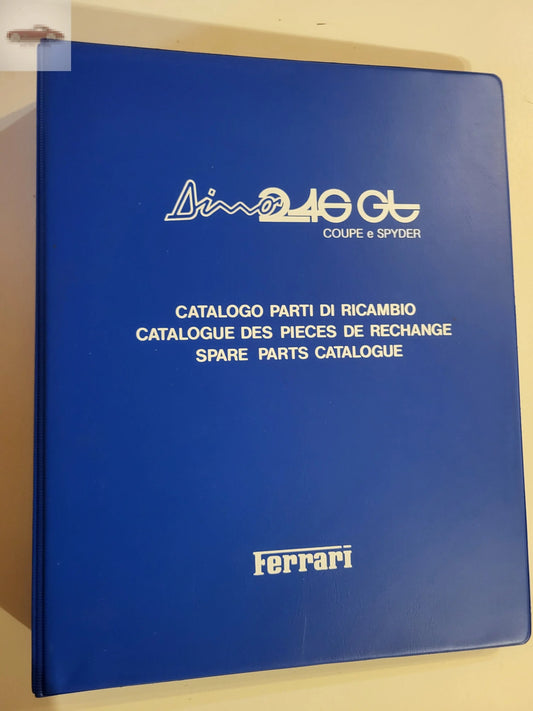 Dino 246 GT
COUPE e SPYDER
CATALOGO PARTI DI RICAMBIO
CATALOGUE DES PIECES DE RECHANGE
SPARE PARTS CATALOGUE
Ferrari